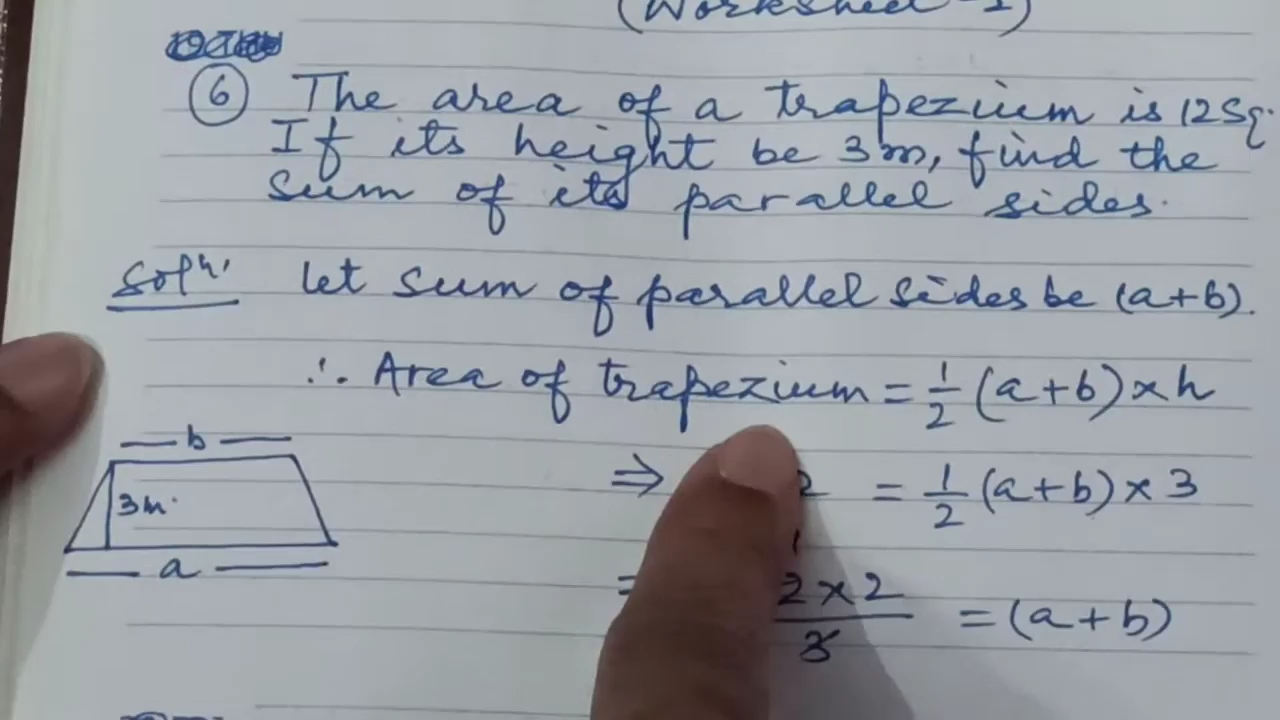 (Worksheet-1)
6 The area of a trapezium is 12 sq.
If its height be 3m, find the
sum of its parallel sides.
Solⁿ. Let sum of parallel sides be (a+b).
∴ Area of trapezium = 1/2 (a+b) × h
b
⇒ 2 = 1/2 (a+b) × 3
3m.
a
2 × 2 / 3 = (a+b)